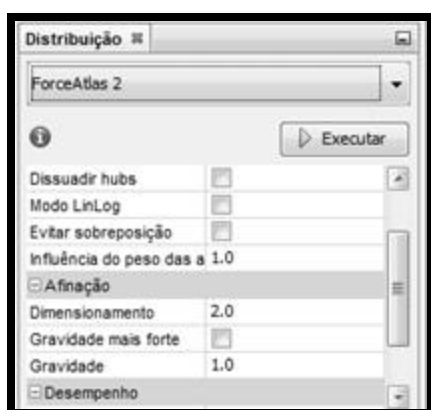 Distribuição
ForceAtlas 2
Executar
Dissuadir hubs
Modo LinLog
Evitar sobreposição
Influência do peso das a 1.0
Afinação
Dimensionamento 2.0
Gravidade mais forte
Gravidade 1.0
Desempenho